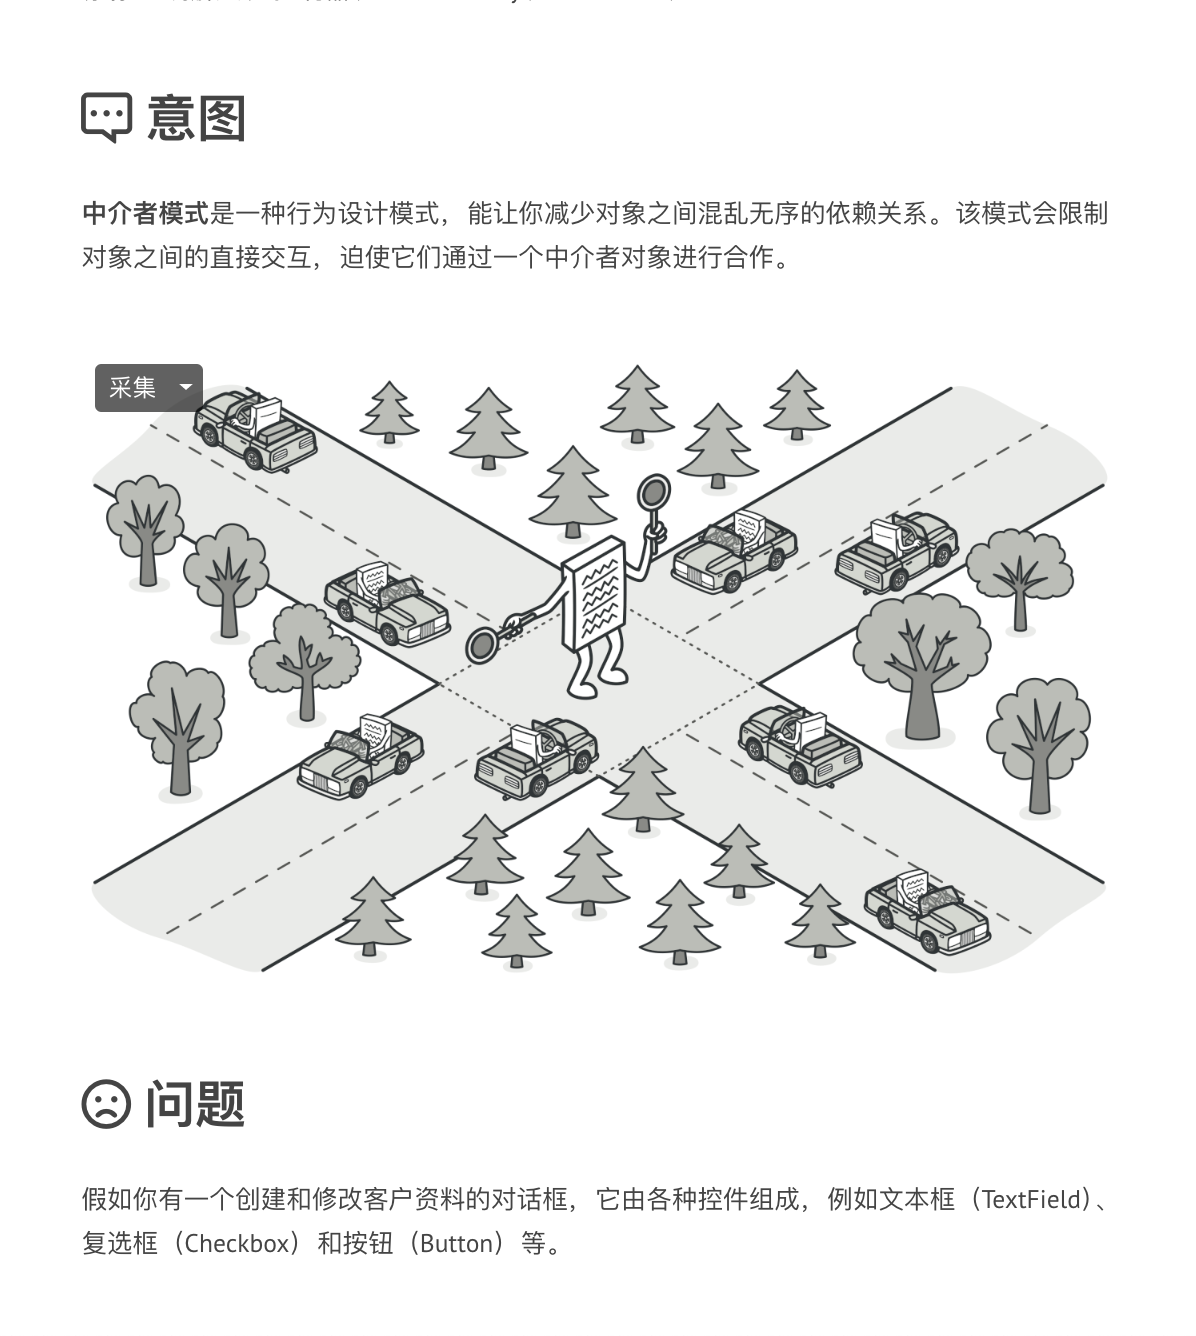 意图
中介者模式是一种行为设计模式，能让你减少对象之间混乱无序的依赖关系。该模式会限制
对象之间的直接交互，迫使它们通过一个中介者对象进行合作。
采集
问题
假如你有一个创建和修改客户资料的对话框，它由各种控件组成，例如文本框（TextField）、
复选框（Checkbox）和按钮（Button）等。